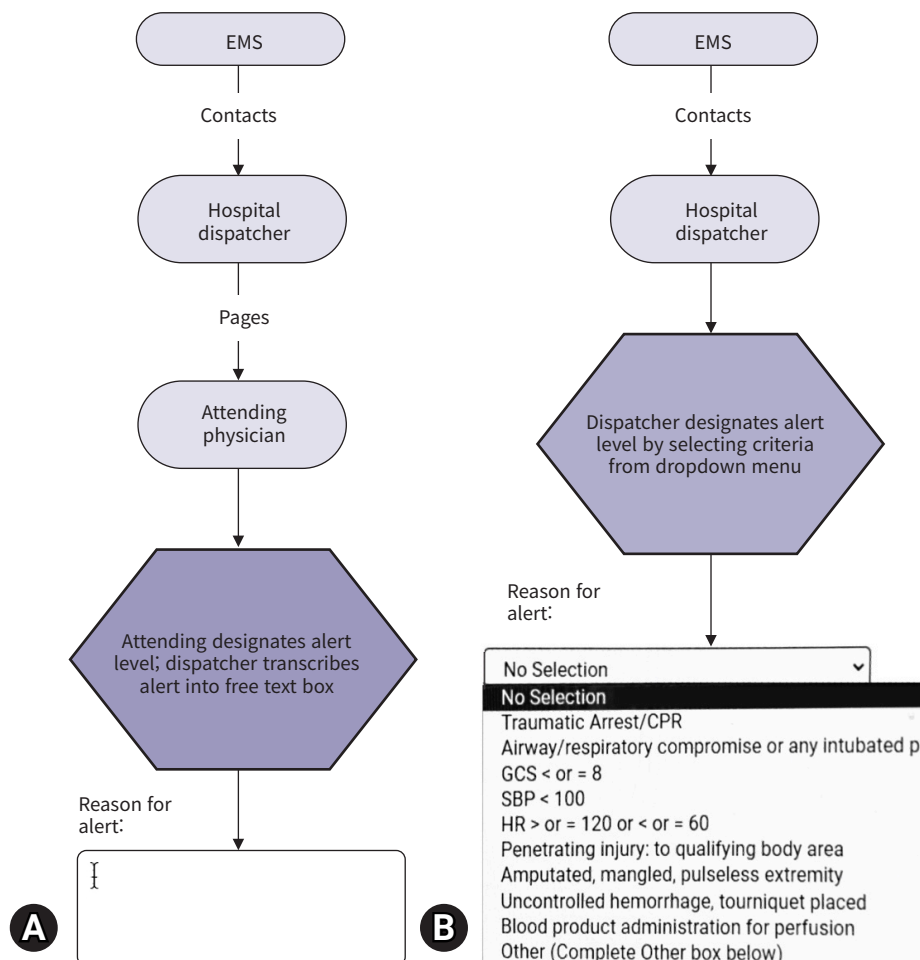 EMS
Contacts
Hospital
dispatcher
Pages
Attending
physician
Attending designates alert
level; dispatcher transcribes
alert into free text box
Reason for
alert:
A
EMS
Contacts
Hospital
dispatcher
Dispatcher designates alert
level by selecting criteria
from dropdown menu
Reason for
alert:
No Selection
No Selection
Traumatic Arrest/CPR
Airway/respiratory compromise or any intubated p
GCS < or = 8
SBP < 100
HR > or = 120 or < or = 60
Penetrating injury: to qualifying body area
Amputated, mangled, pulseless extremity
Uncontrolled hemorrhage, tourniquet placed
Blood product administration for perfusion
Other (Complete Other box below)
B